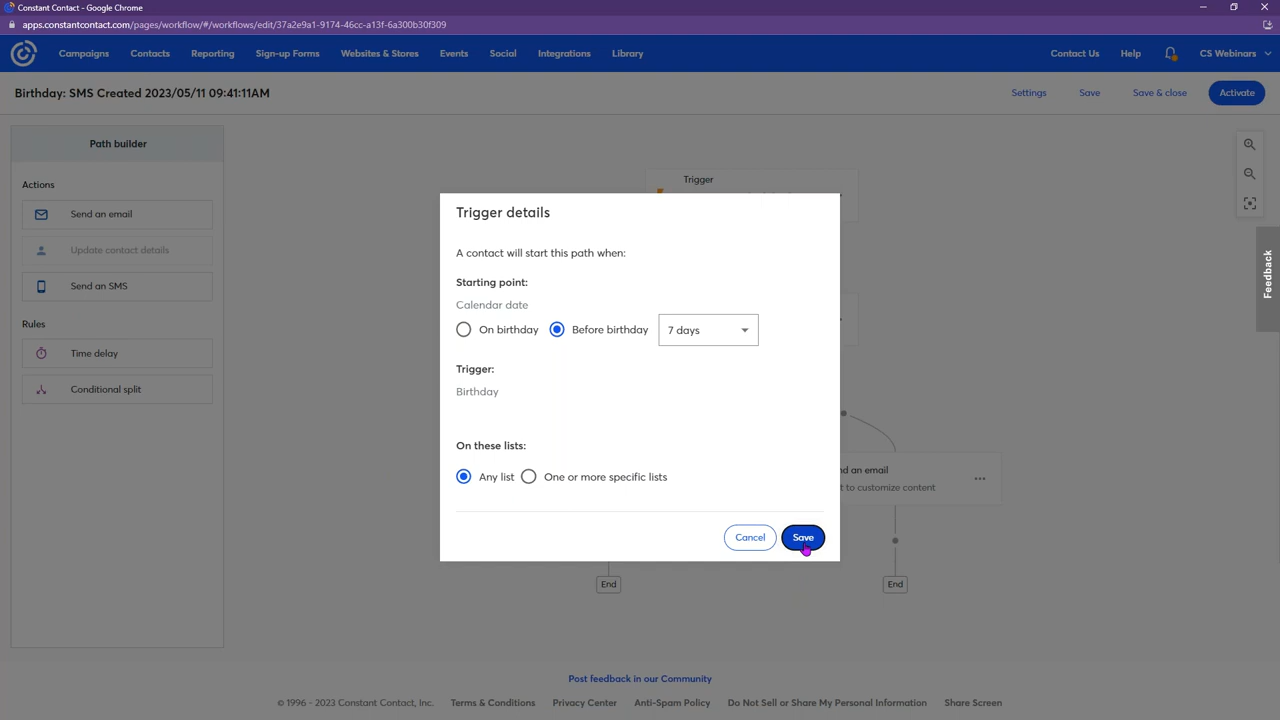 Constant Contact - Google Chrome
apps.constantcontact.com/pages/workflow/#/workflows/edit/37a2e9a1-9174-46cc-a13f-6a300b30f309
Campaigns Contacts Reporting Sign-up Forms Websites & Stores Events Social Integrations Library Contact Us Help CS Webinars
Birthday: SMS Created 2023/05/11 09:41:11AM Settings Save Save & close Activate
Path builder
Actions
Send an email
Update contact details
Send an SMS
Rules
Time delay
Conditional split
Trigger
Trigger details
A contact will start this path when:
Starting point:
Calendar date
On birthday Before birthday 7 days
Trigger:
Birthday
On these lists:
Any list One or more specific lists
Cancel Save
nd an email
t to customize content
End End
Feedback
Post feedback in our Community
© 1996 - 2023 Constant Contact, Inc. Terms & Conditions Privacy Center Anti-Spam Policy Do Not Sell or Share My Personal Information Share Screen